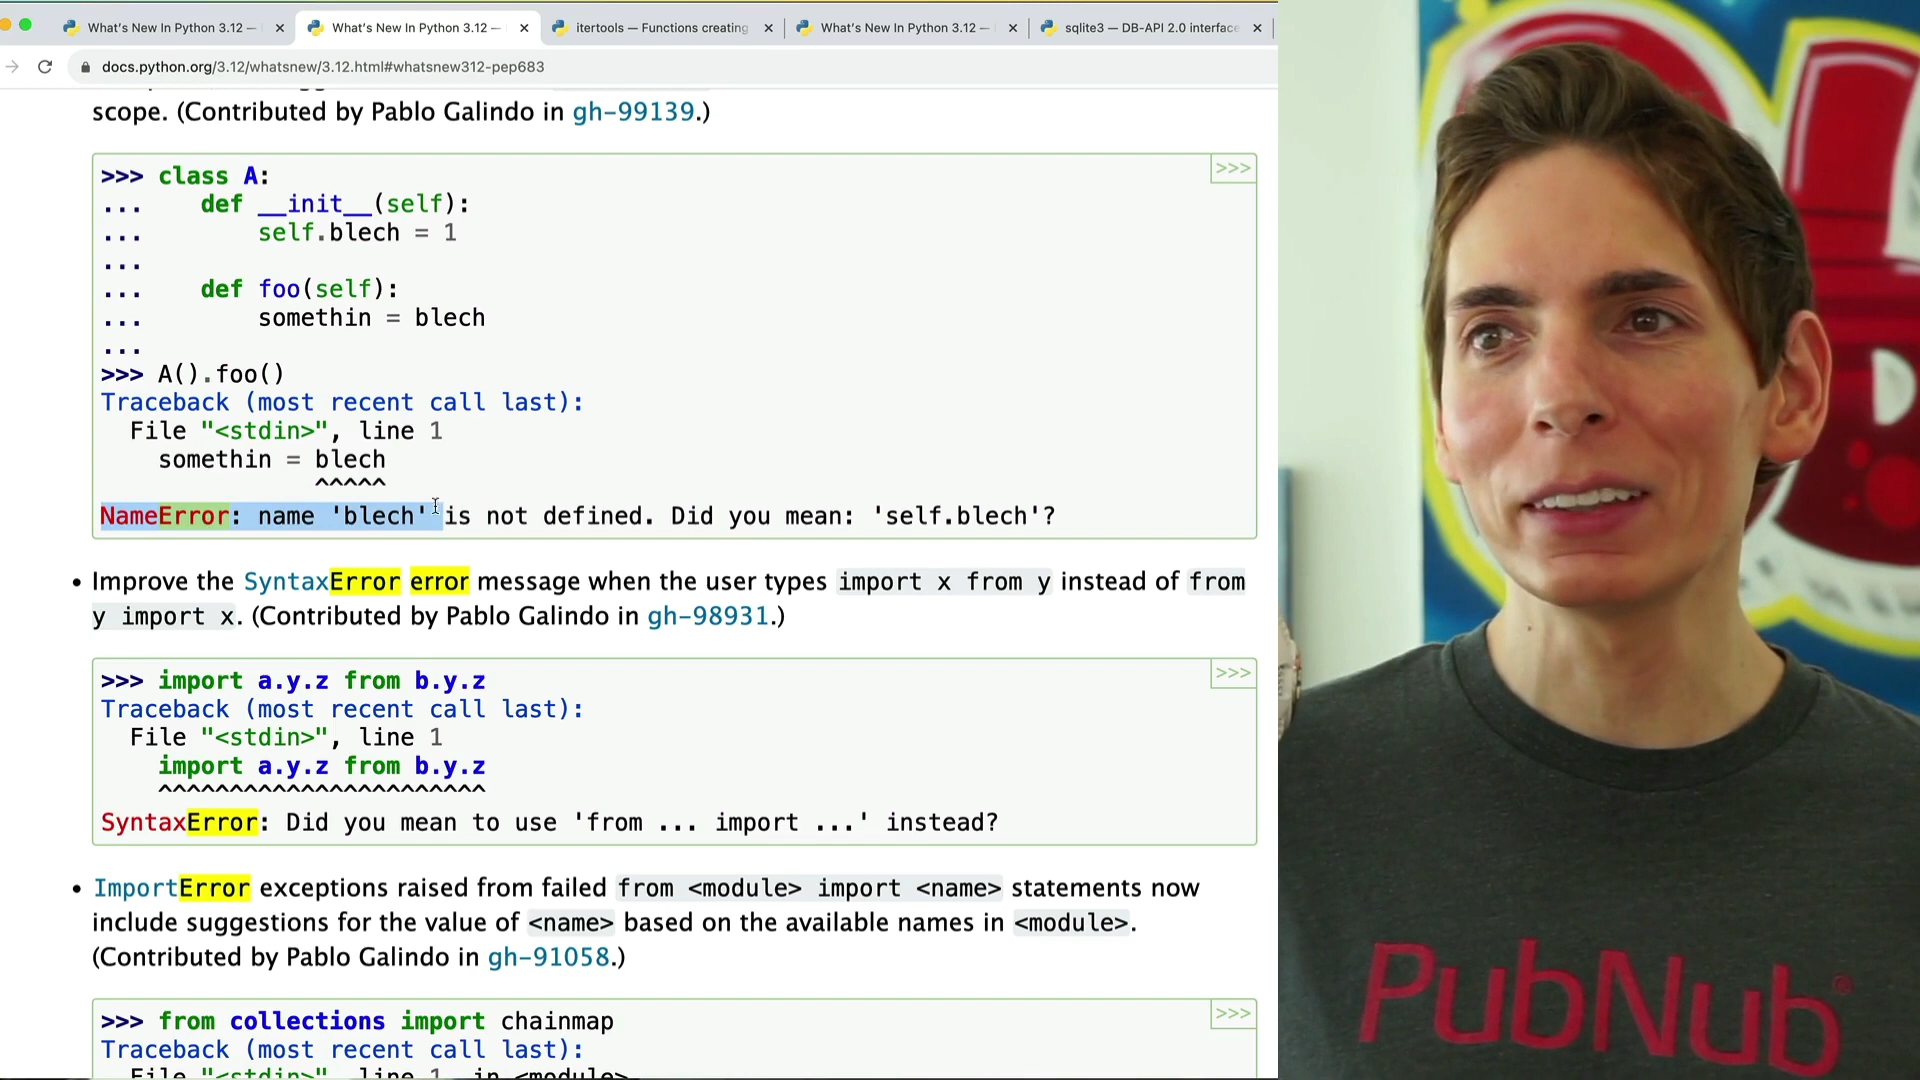 What's New In Python 3.12 —
What's New In Python 3.12 —
itertools — Functions creating
What's New In Python 3.12 —
sqlite3 — DB-API 2.0 interface
docs.python.org/3.12/whatsnew/3.12.html#whatsnew312-pep683
scope. (Contributed by Pablo Galindo in gh-99139.)
>>>
>>> class A:
...    def __init__(self):
...        self.blech = 1
...
...    def foo(self):
...        somethin = blech
...
>>> A().foo()
Traceback (most recent call last):
  File "<stdin>", line 1
    somethin = blech
               ^^^^^
NameError: name 'blech' is not defined. Did you mean: 'self.blech'?
• Improve the SyntaxError error message when the user types import x from y instead of from
y import x. (Contributed by Pablo Galindo in gh-98931.)
>>>
>>> import a.y.z from b.y.z
Traceback (most recent call last):
  File "<stdin>", line 1
    import a.y.z from b.y.z
    ^^^^^^^^^^^^^^^^^^^^^^^
SyntaxError: Did you mean to use 'from ... import ...' instead?
• ImportError exceptions raised from failed from <module> import <name> statements now
include suggestions for the value of <name> based on the available names in <module>.
(Contributed by Pablo Galindo in gh-91058.)
>>>
>>> from collections import chainmap
Traceback (most recent call last):
  File "<stdin>", line 1, in <module>
PubNub®